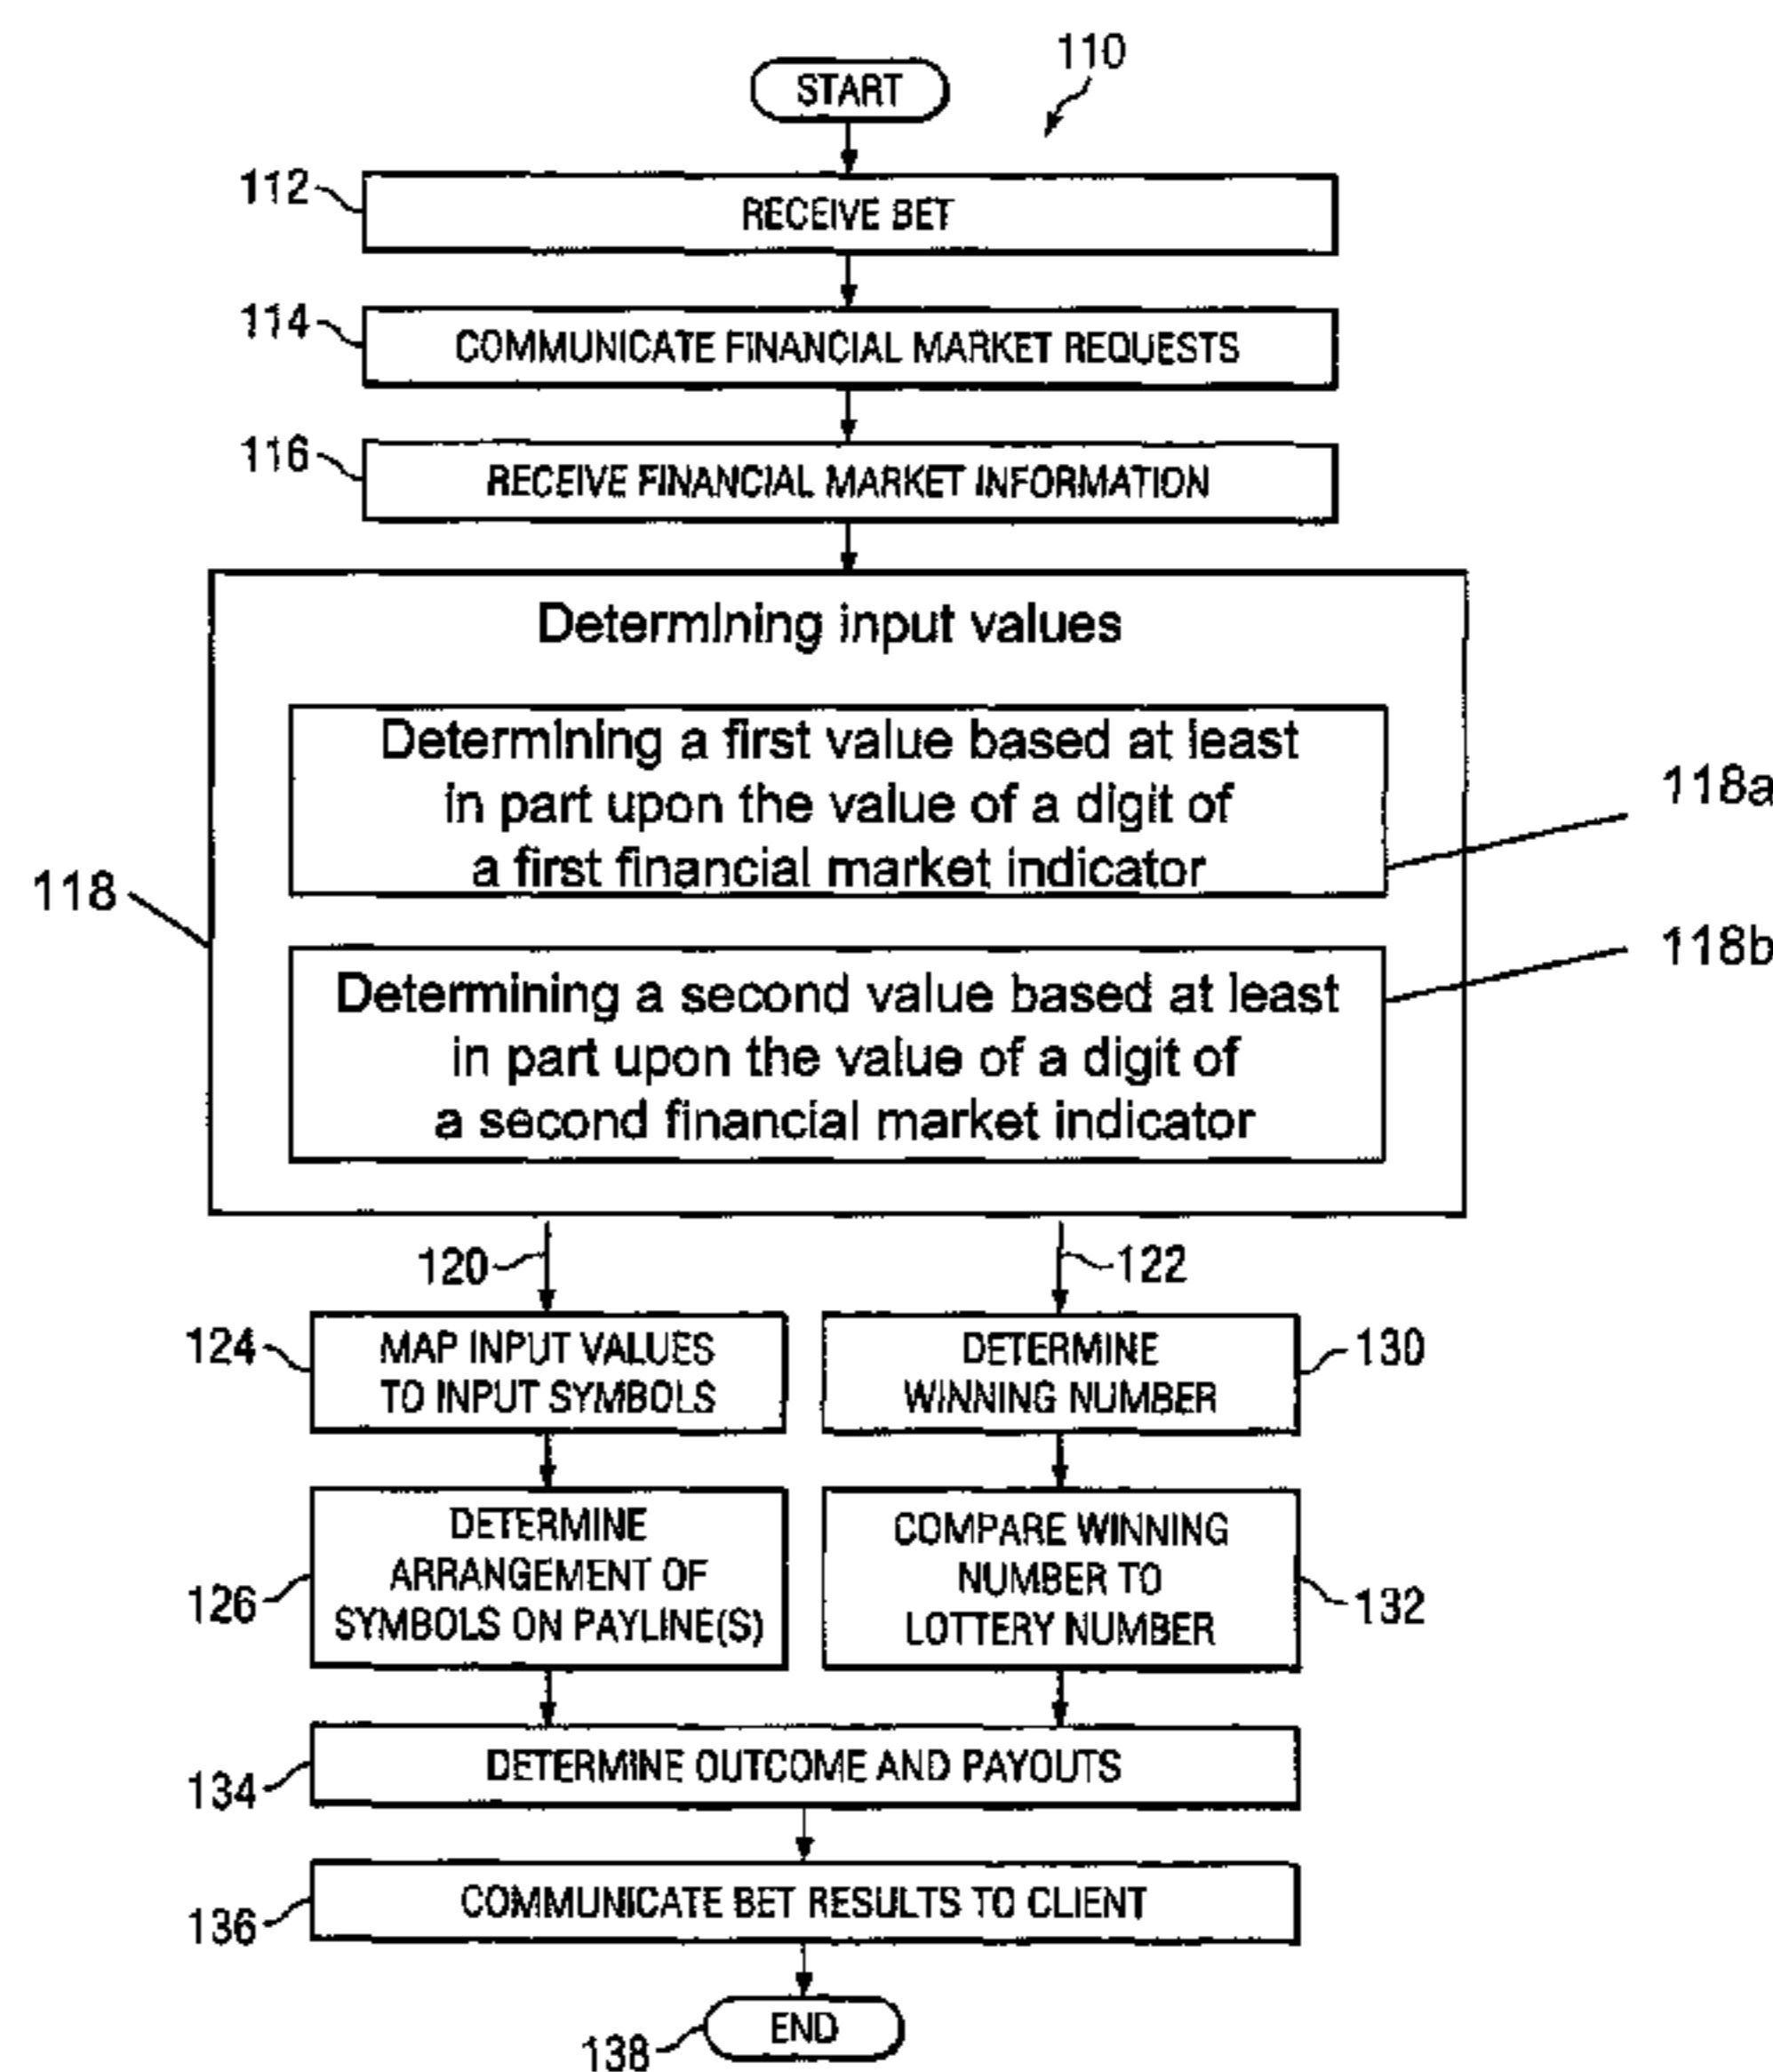 START
110
112
RECEIVE BET
114
COMMUNICATE FINANCIAL MARKET REQUESTS
116
RECEIVE FINANCIAL MARKET INFORMATION
Determining input values
Determining a first value based at least
in part upon the value of a digit of
a first financial market indicator
118a
118
Determining a second value based at least
in part upon the value of a digit of
a second financial market indicator
118b
120
122
124
MAP INPUT VALUES
TO INPUT SYMBOLS
DETERMINE
WINNING NUMBER
130
126
DETERMINE
ARRANGEMENT OF
SYMBOLS ON PAYLINE(S)
COMPARE WINNING
NUMBER TO
LOTTERY NUMBER
132
134
DETERMINE OUTCOME AND PAYOUTS
136
COMMUNICATE BET RESULTS TO CLIENT
138
END